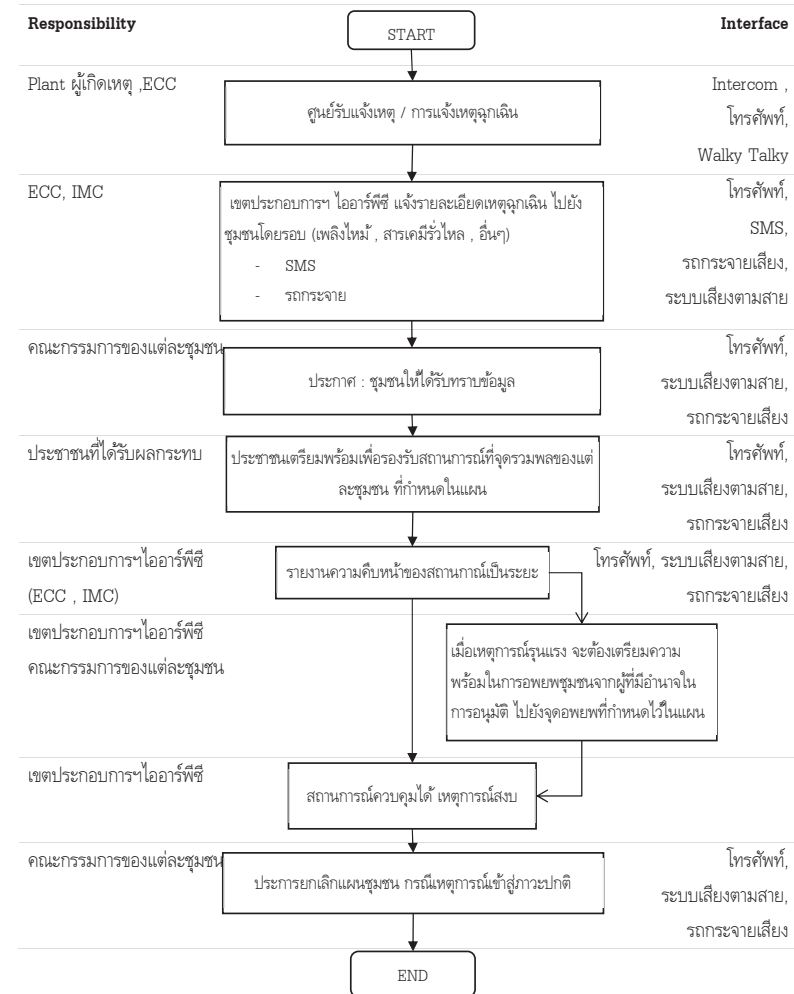 Responsibility
START
Interface
Plant ผู้เกิดเหตุ ,ECC
ศูนย์รับแจ้งเหตุ / การแจ้งเหตุฉุกเฉิน
Intercom ,
โทรศัพท์,
Walky Talky
ECC, IMC
เขตประกอบการฯ ไออาร์พีซี แจ้งรายละเอียดเหตุฉุกเฉิน ไปยัง
ชุมชนโดยรอบ (เพลิงไหม้ , สารเคมีรั่วไหล , อื่นๆ)
- SMS
- รถกระจาย
โทรศัพท์,
SMS,
รถกระจายเสียง,
ระบบเสียงตามสาย
คณะกรรมการของแต่ละชุมชน
ประกาศ : ชุมชนให้ได้รับทราบข้อมูล
โทรศัพท์,
ระบบเสียงตามสาย,
รถกระจายเสียง
ประชาชนที่ได้รับผลกระทบ
ประชาชนเตรียมพร้อมเพื่อรองรับสถานการณ์ที่จุดรวมพลของแต่
ละชุมชน ที่กำหนดในแผน
โทรศัพท์,
ระบบเสียงตามสาย,
รถกระจายเสียง
เขตประกอบการฯไออาร์พีซี
(ECC , IMC)
รายงานความคืบหน้าของสถานกาณ์เป็นระยะ
โทรศัพท์, ระบบเสียงตามสาย,
รถกระจายเสียง
เขตประกอบการฯไออาร์พีซี
คณะกรรมการของแต่ละชุมชน
เมื่อเหตุการณ์รุนแรง จะต้องเตรียมความ
พร้อมในการอพยพชุมชนจากผู้ที่มีอำนาจใน
การอนุมัติ ไปยังจุดอพยพที่กำหนดไว้ในแผน
เขตประกอบการฯไออาร์พีซี
สถานการณ์ควบคุมได้ เหตุการณ์สงบ
คณะกรรมการของแต่ละชุมชน
ประการยกเลิกแผนชุมชน กรณีเหตุการณ์เข้าสู่ภาวะปกติ
โทรศัพท์,
ระบบเสียงตามสาย,
รถกระจายเสียง
END